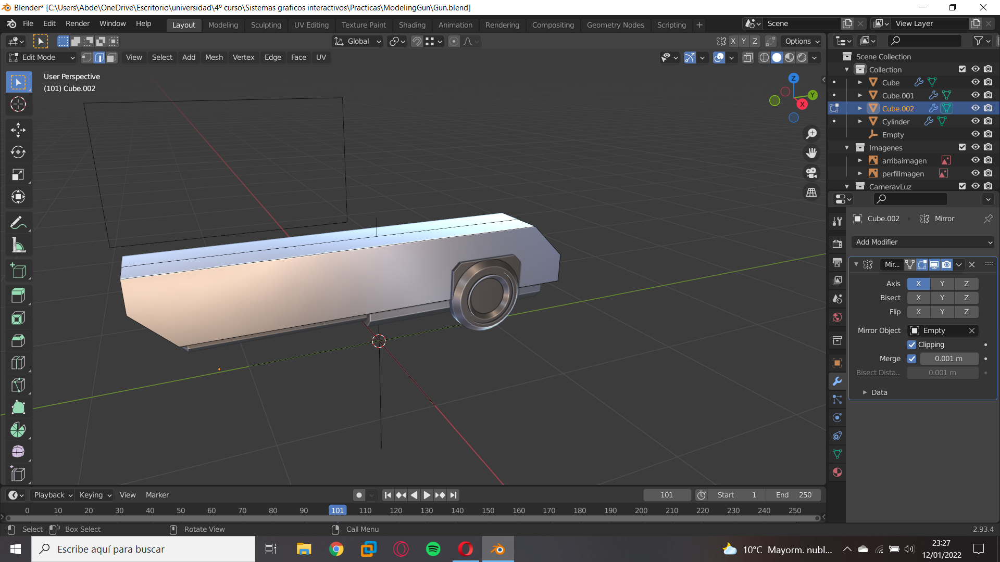 Blender* [C:\Users\Abde\OneDrive\Escritorio\universidad\4º curso\Sistemas graficos interactivos\Practicas\ModelingGun\Gun.blend]
File Edit Render Window Help Layout Modeling Sculpting UV Editing Texture Paint Shading Animation Rendering Compositing Geometry Nodes Scripting + Scene View Layer
Global X Y Z Options
Edit Mode View Select Add Mesh Vertex Edge Face UV
User Perspective
(101) Cube.002
Z
Y
X
Scene Collection
Collection
Cube
Cube.001
Cube.002
Cylinder
Empty
Imagenes
arribaimagen
perfilImagen
CamerayLuz
Cube.002 Mirror
Add Modifier
Mir...
Axis X Y Z
Bisect X Y Z
Flip X Y Z
Mirror Object Empty
Clipping
Merge 0.001 m
Bisect Dista... 0.001 m
Data
Playback Keying View Marker 101 Start 1 End 250
0 10 20 30 40 50 60 70 80 90 101 110 120 130 140 150 160 170 180 190 200 210 220 230 240 250
Select Box Select Rotate View Call Menu 2.93.4
Escribe aquí para buscar
10°C Mayorm. nubl...
23:27
12/01/2022